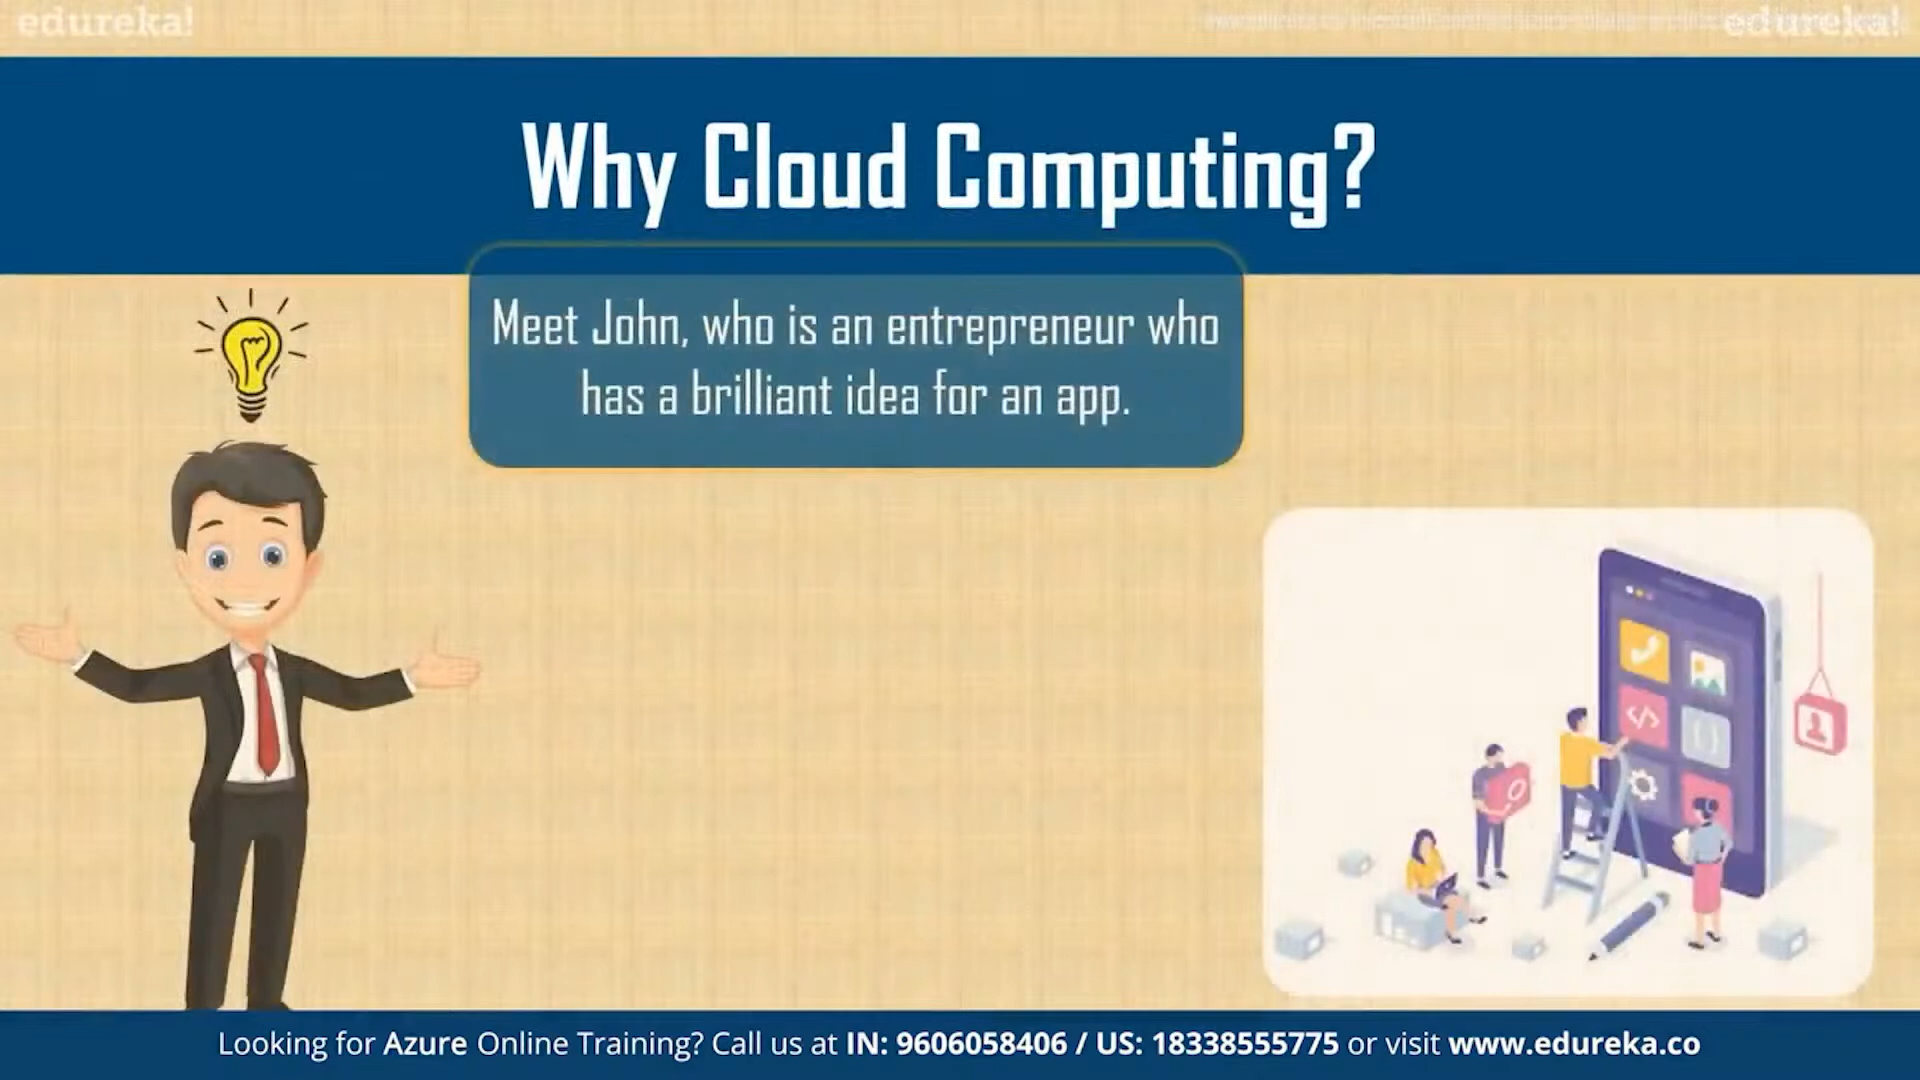 edureka!
edureka!
Why Cloud Computing?
Meet John, who is an entrepreneur who
has a brilliant idea for an app.
Looking for Azure Online Training? Call us at IN: 9606058406 / US: 18338555775 or visit www.edureka.co